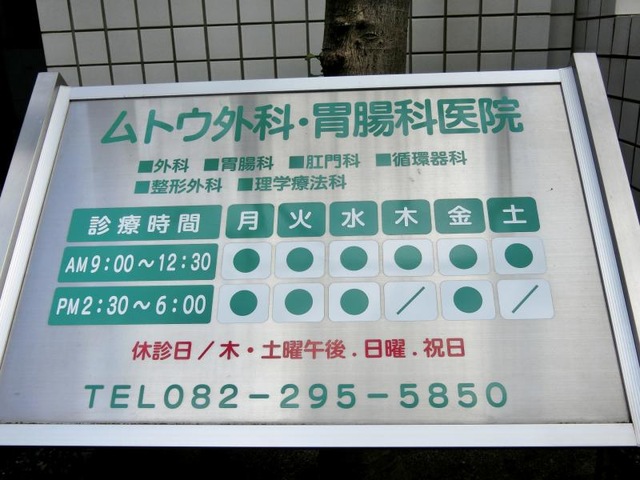 ムトウ外科・胃腸科医院
■外科 ■胃腸科 ■肛門科 ■循環器科
■整形外科 ■理学療法科
診療時間 月 火 水 木 金 土
AM9:00～12:30 ● ● ● ● ● ●
PM2:30～6:00 ● ● ● ／ ● ／
休診日／木・土曜午後．日曜．祝日
TEL082－295－5850